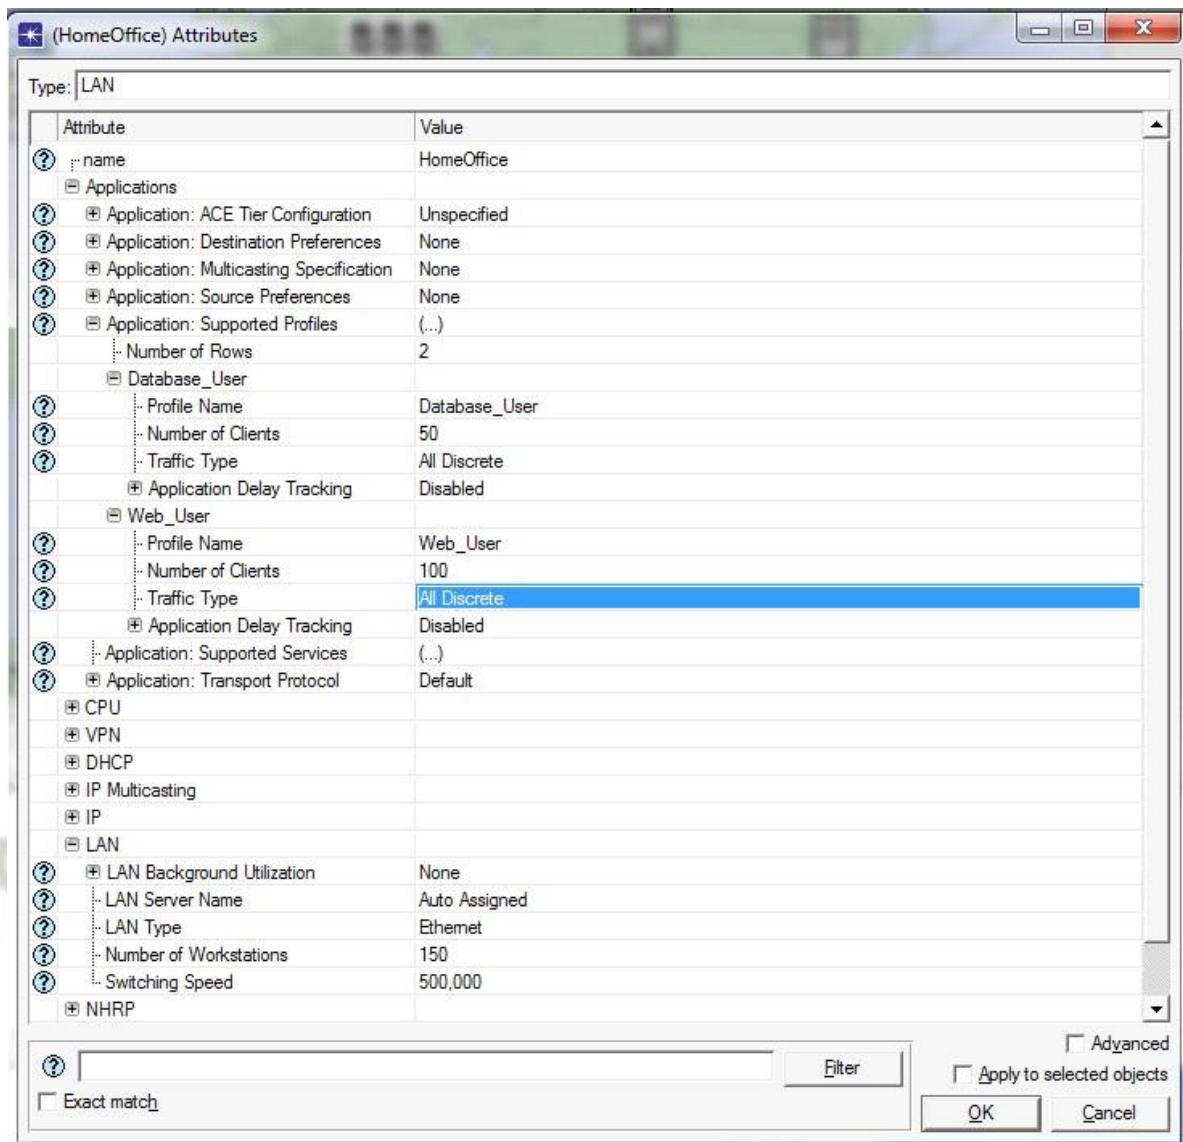 (HomeOffice) Attributes
Type: LAN
Attribute Value
name HomeOffice
Applications
Application: ACE Tier Configuration Unspecified
Application: Destination Preferences None
Application: Multicasting Specification None
Application: Source Preferences None
Application: Supported Profiles (...)
Number of Rows 2
Database_User
Profile Name Database_User
Number of Clients 50
Traffic Type All Discrete
Application Delay Tracking Disabled
Web_User
Profile Name Web_User
Number of Clients 100
Traffic Type All Discrete
Application Delay Tracking Disabled
Application: Supported Services (...)
Application: Transport Protocol Default
CPU
VPN
DHCP
IP Multicasting
IP
LAN
LAN Background Utilization None
LAN Server Name Auto Assigned
LAN Type Ethernet
Number of Workstations 150
Switching Speed 500,000
NHRP
Advanced
Filter
Apply to selected objects
Exact match
OK Cancel